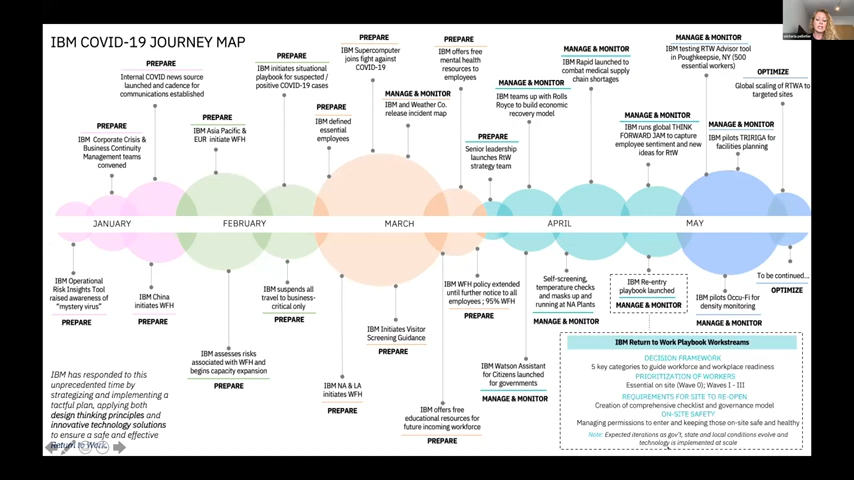 IBM COVID-19 JOURNEY MAP
PREPARE
Internal COVID news source
launched and cadence for
communications established
PREPARE
IBM Corporate Crisis &
Business Continuity
Management teams
convened
PREPARE
IBM Asia Pacific &
EUR initiate WFH
PREPARE
IBM initiates situational
playbook for suspected /
positive COVID-19 cases
PREPARE
IBM defined
essential
employees
PREPARE
IBM Supercomputer
joins fight against
COVID-19
MANAGE & MONITOR
IBM and Weather Co.
release incident map
PREPARE
IBM offers free
mental health
resources to
employees
PREPARE
Senior leadership
launches RtW
strategy team
MANAGE & MONITOR
IBM teams up with Rolls
Royce to build economic
recovery model
MANAGE & MONITOR
IBM Rapid launched to
combat medical supply
chain shortages
MANAGE & MONITOR
IBM runs global THINK
FORWARD JAM to capture
employee sentiment and new
ideas for RtW
MANAGE & MONITOR
IBM testing RTW Advisor tool
in Poughkeepsie, NY (500
essential workers)
MANAGE & MONITOR
IBM pilots TRIRIGA for
facilities planning
OPTIMIZE
Global scaling of RTWA to
targeted sites
JANUARY
FEBRUARY
MARCH
APRIL
MAY
IBM Operational
Risk Insights Tool
raised awareness of
"mystery virus"
PREPARE
IBM China
initiates WFH
PREPARE
IBM assesses risks
associated with WFH and
begins capacity expansion
PREPARE
IBM suspends all
travel to business-
critical only
PREPARE
IBM NA & LA
initiates WFH
PREPARE
IBM Initiates Visitor
Screening Guidance
PREPARE
IBM offers free
educational resources for
future incoming workforce
PREPARE
IBM WFH policy extended
until further notice to all
employees ; 95% WFH
PREPARE
IBM Watson Assistant
for Citizens launched
for governments
MANAGE & MONITOR
Self-screening,
temperature checks
and masks up and
running at NA Plants
MANAGE & MONITOR
IBM Re-entry
playbook launched
MANAGE & MONITOR
IBM pilots Occu-Fi for
density monitoring
MANAGE & MONITOR
To be continued...
OPTIMIZE
IBM has responded to this
unprecedented time by
strategizing and implementing a
tactful plan, applying both
design thinking principles and
innovative technology solutions
to ensure a safe and effective
Return to Work.
IBM Return to Work Playbook Workstreams
DECISION FRAMEWORK
5 key categories to guide workforce and workplace readiness
PRIORITIZATION OF WORKERS
Essential on site (Wave 0); Waves I - III
REQUIREMENTS FOR SITE TO RE-OPEN
Creation of comprehensive checklist and governance model
ON-SITE SAFETY
Managing permissions to enter and keeping those on-site safe and healthy
Note: Expected iterations as gov't, state and local conditions evolve and
technology is implemented at scale